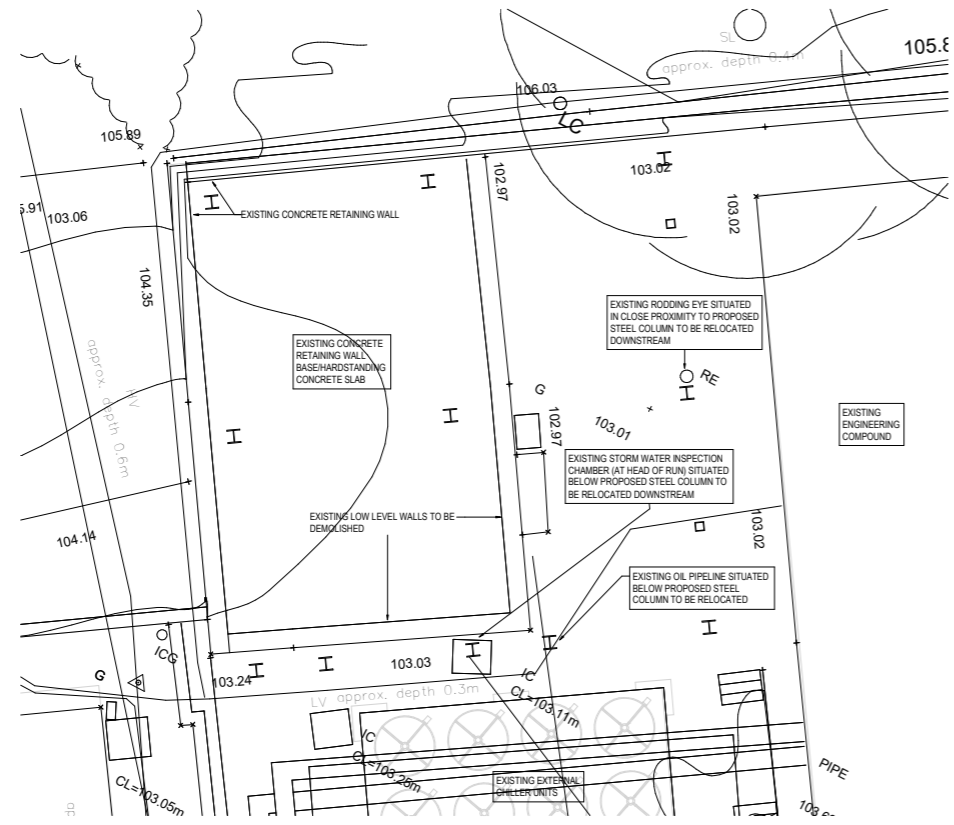 SL
approx. depth 0.4m
105.8
106.03
LC
105.89
102.97
103.02
103.02
5.91
103.06
EXISTING CONCRETE RETAINING WALL
104.35
EXISTING RODDING EYE SITUATED
IN CLOSE PROXIMITY TO PROPOSED
STEEL COLUMN TO BE RELOCATED
DOWNSTREAM
EXISTING CONCRETE
RETAINING WALL
BASE/HARDSTANDING
CONCRETE SLAB
HV
approx. depth 0.6m
RE
G
102.97
103.01
EXISTING
ENGINEERING
COMPOUND
EXISTING STORM WATER INSPECTION
CHAMBER (AT HEAD OF RUN) SITUATED
BELOW PROPOSED STEEL COLUMN TO
BE RELOCATED DOWNSTREAM
EXISTING LOW LEVEL WALLS TO BE
DEMOLISHED
103.02
104.14
EXISTING OIL PIPELINE SITUATED
BELOW PROPOSED STEEL
COLUMN TO BE RELOCATED
ICG
G
103.24
103.03
LV approx. depth 0.3m
IC
CL=103.11m
IC
CL=103.25m
CL=103.05m
EXISTING EXTERNAL
CHILLER UNITS
PIPE